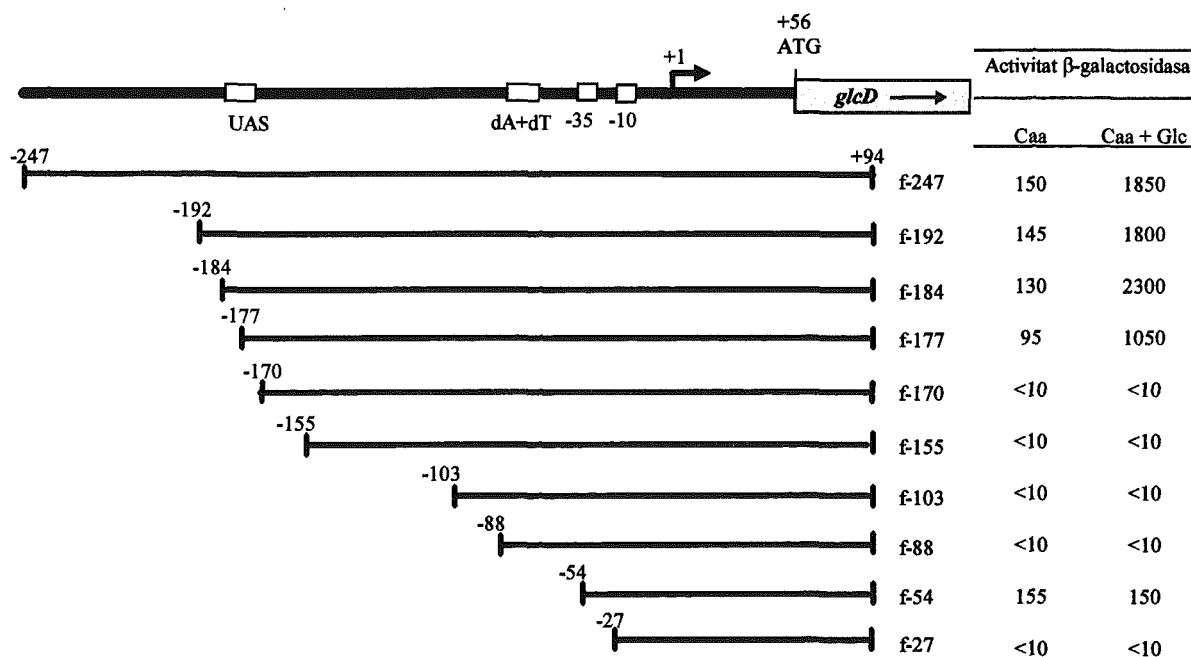 +56
ATG
+1
Activitat β-galactosidasa
glcD
UAS
dA+dT
-35
-10
Caa
Caa + Glc
-247
+94
f-247
150
1850
-192
f-192
145
1800
-184
f-184
130
2300
-177
f-177
95
1050
-170
f-170
<10
<10
-155
f-155
<10
<10
-103
f-103
<10
<10
-88
f-88
<10
<10
-54
f-54
155
150
-27
f-27
<10
<10